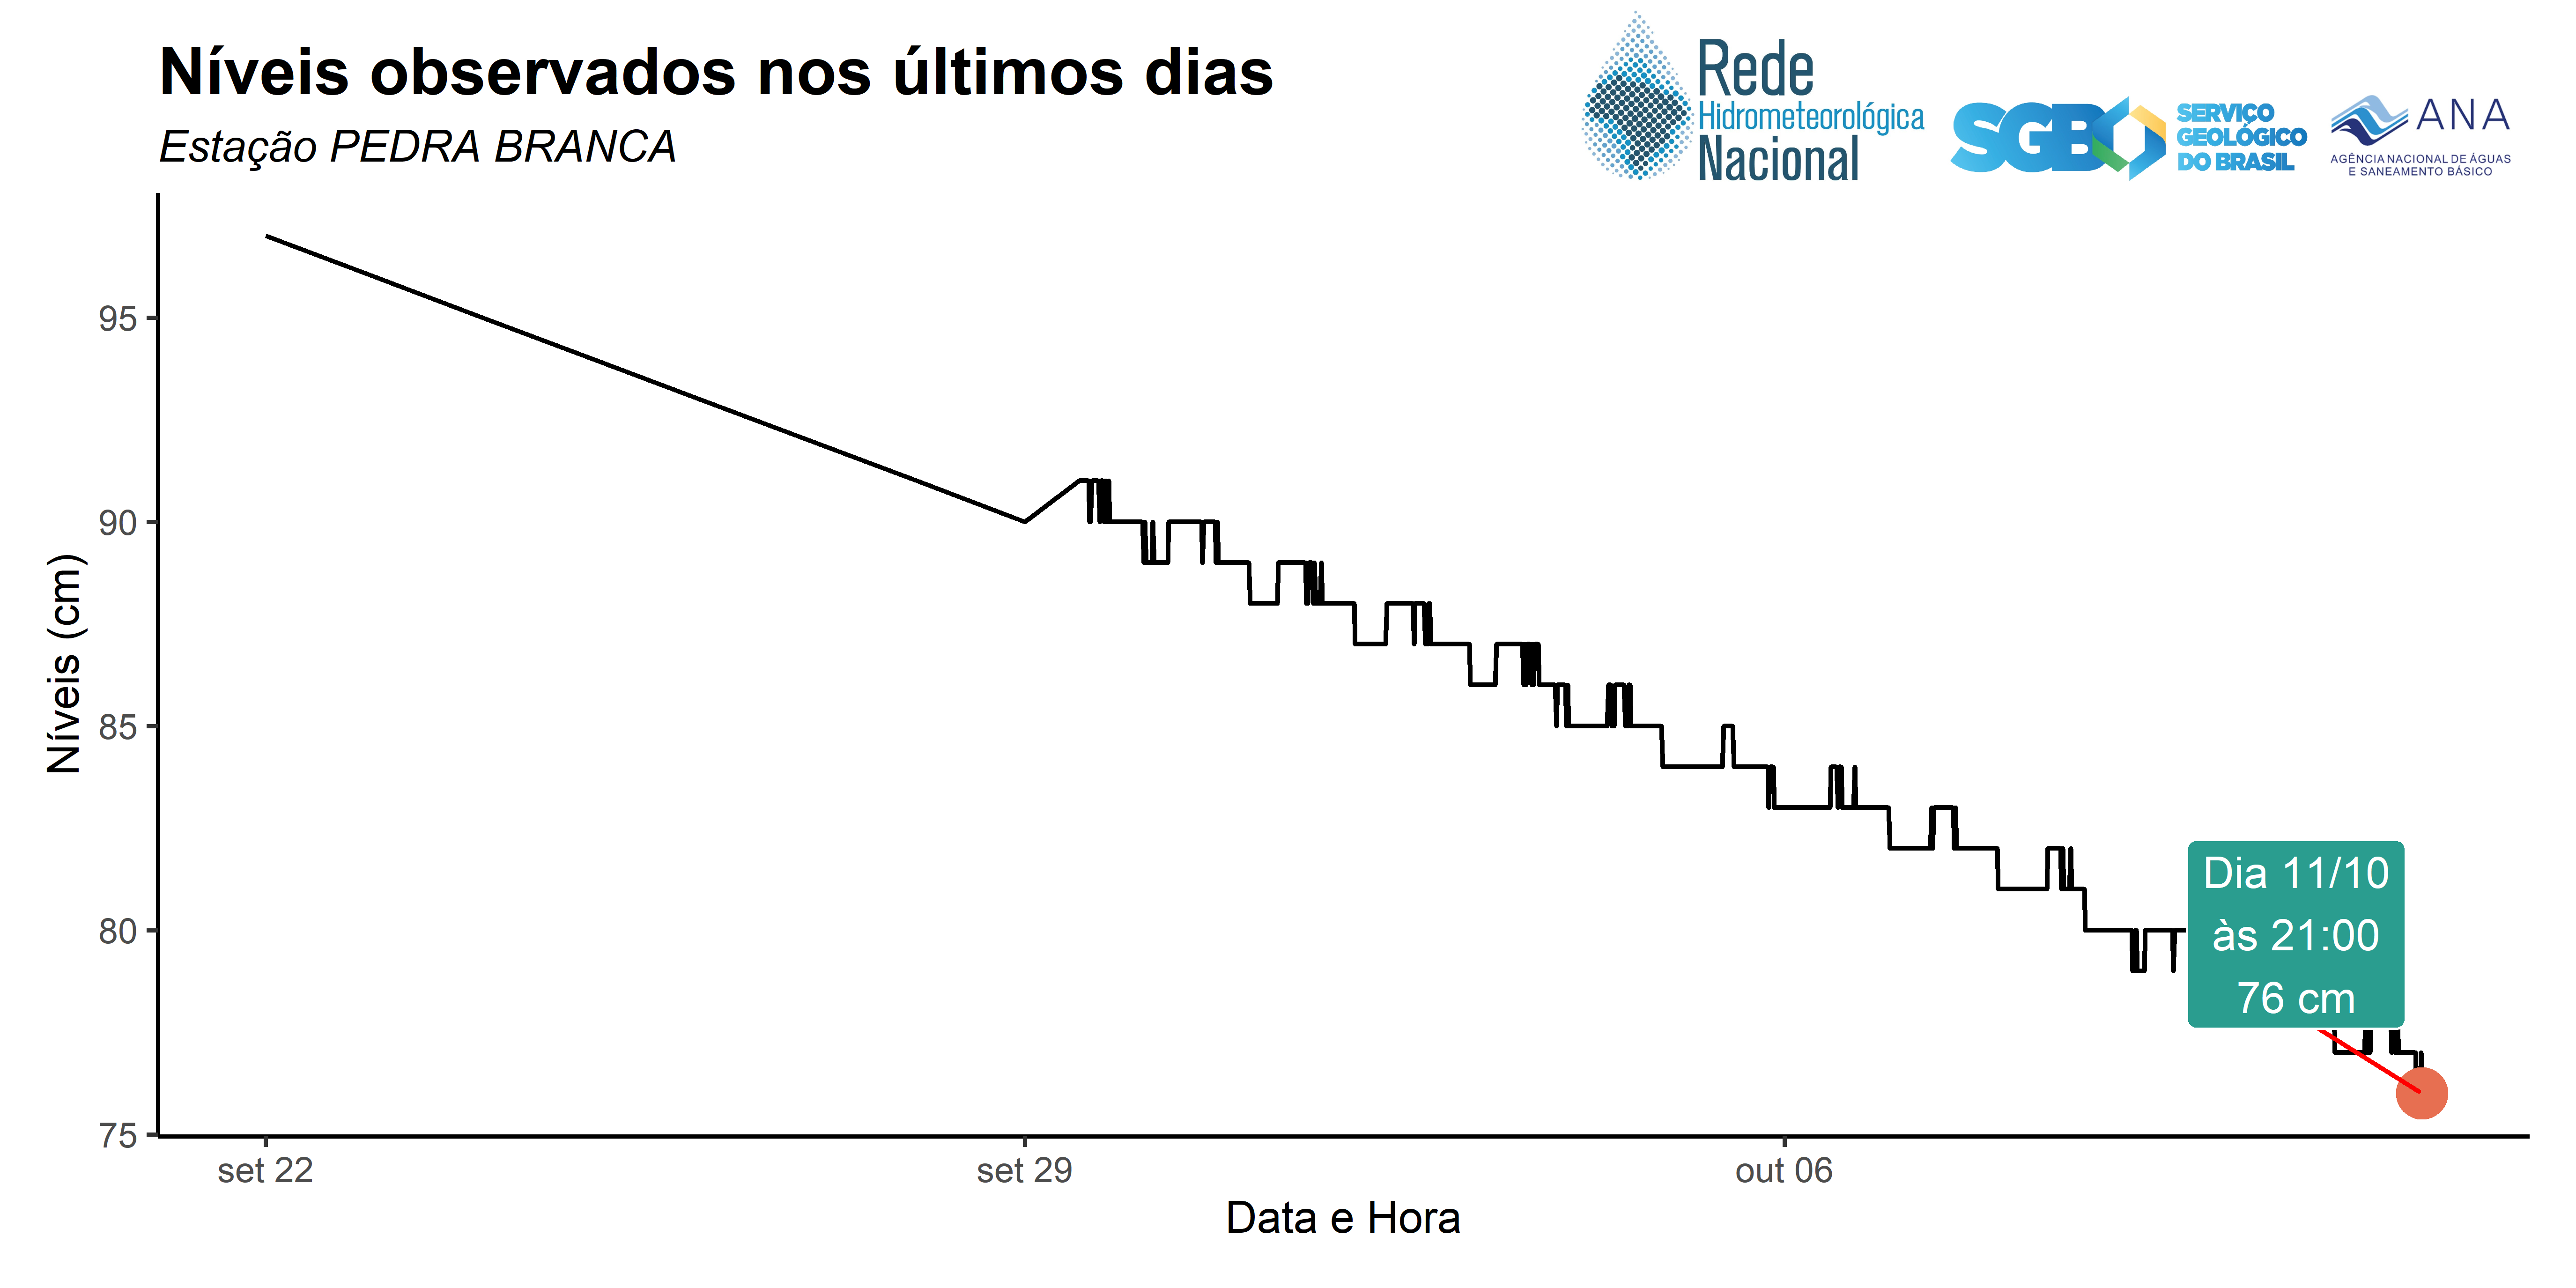 Níveis observados nos últimos dias
Estação PEDRA BRANCA
Rede
Hidrometeorológica
Nacional
SGB
SERVIÇO
GEOLÓGICO
DO BRASIL
ANA
AGÊNCIA NACIONAL DE ÁGUAS
E SANEAMENTO BÁSICO
Níveis (cm)
95
90
85
80
75
Dia 11/10
às 21:00
76 cm
set 22
set 29
out 06
Data e Hora